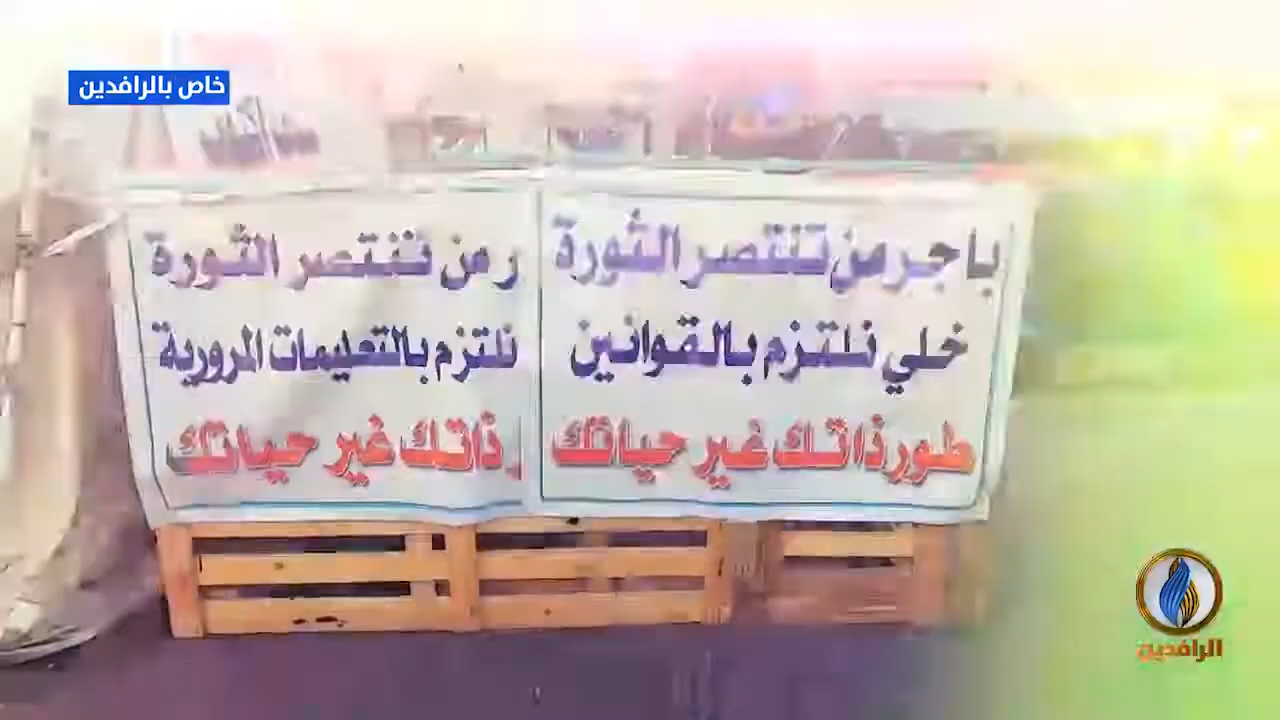 خاص بالرافدين
باجر من تنتصر الثورة
خلي نلتزم بالقوانين
طور ذاتك غير حياتك
ر من تنتصر الثورة
نلتزم بالتعليمات المرورية
ذاتك غير حياتك
الرافدين